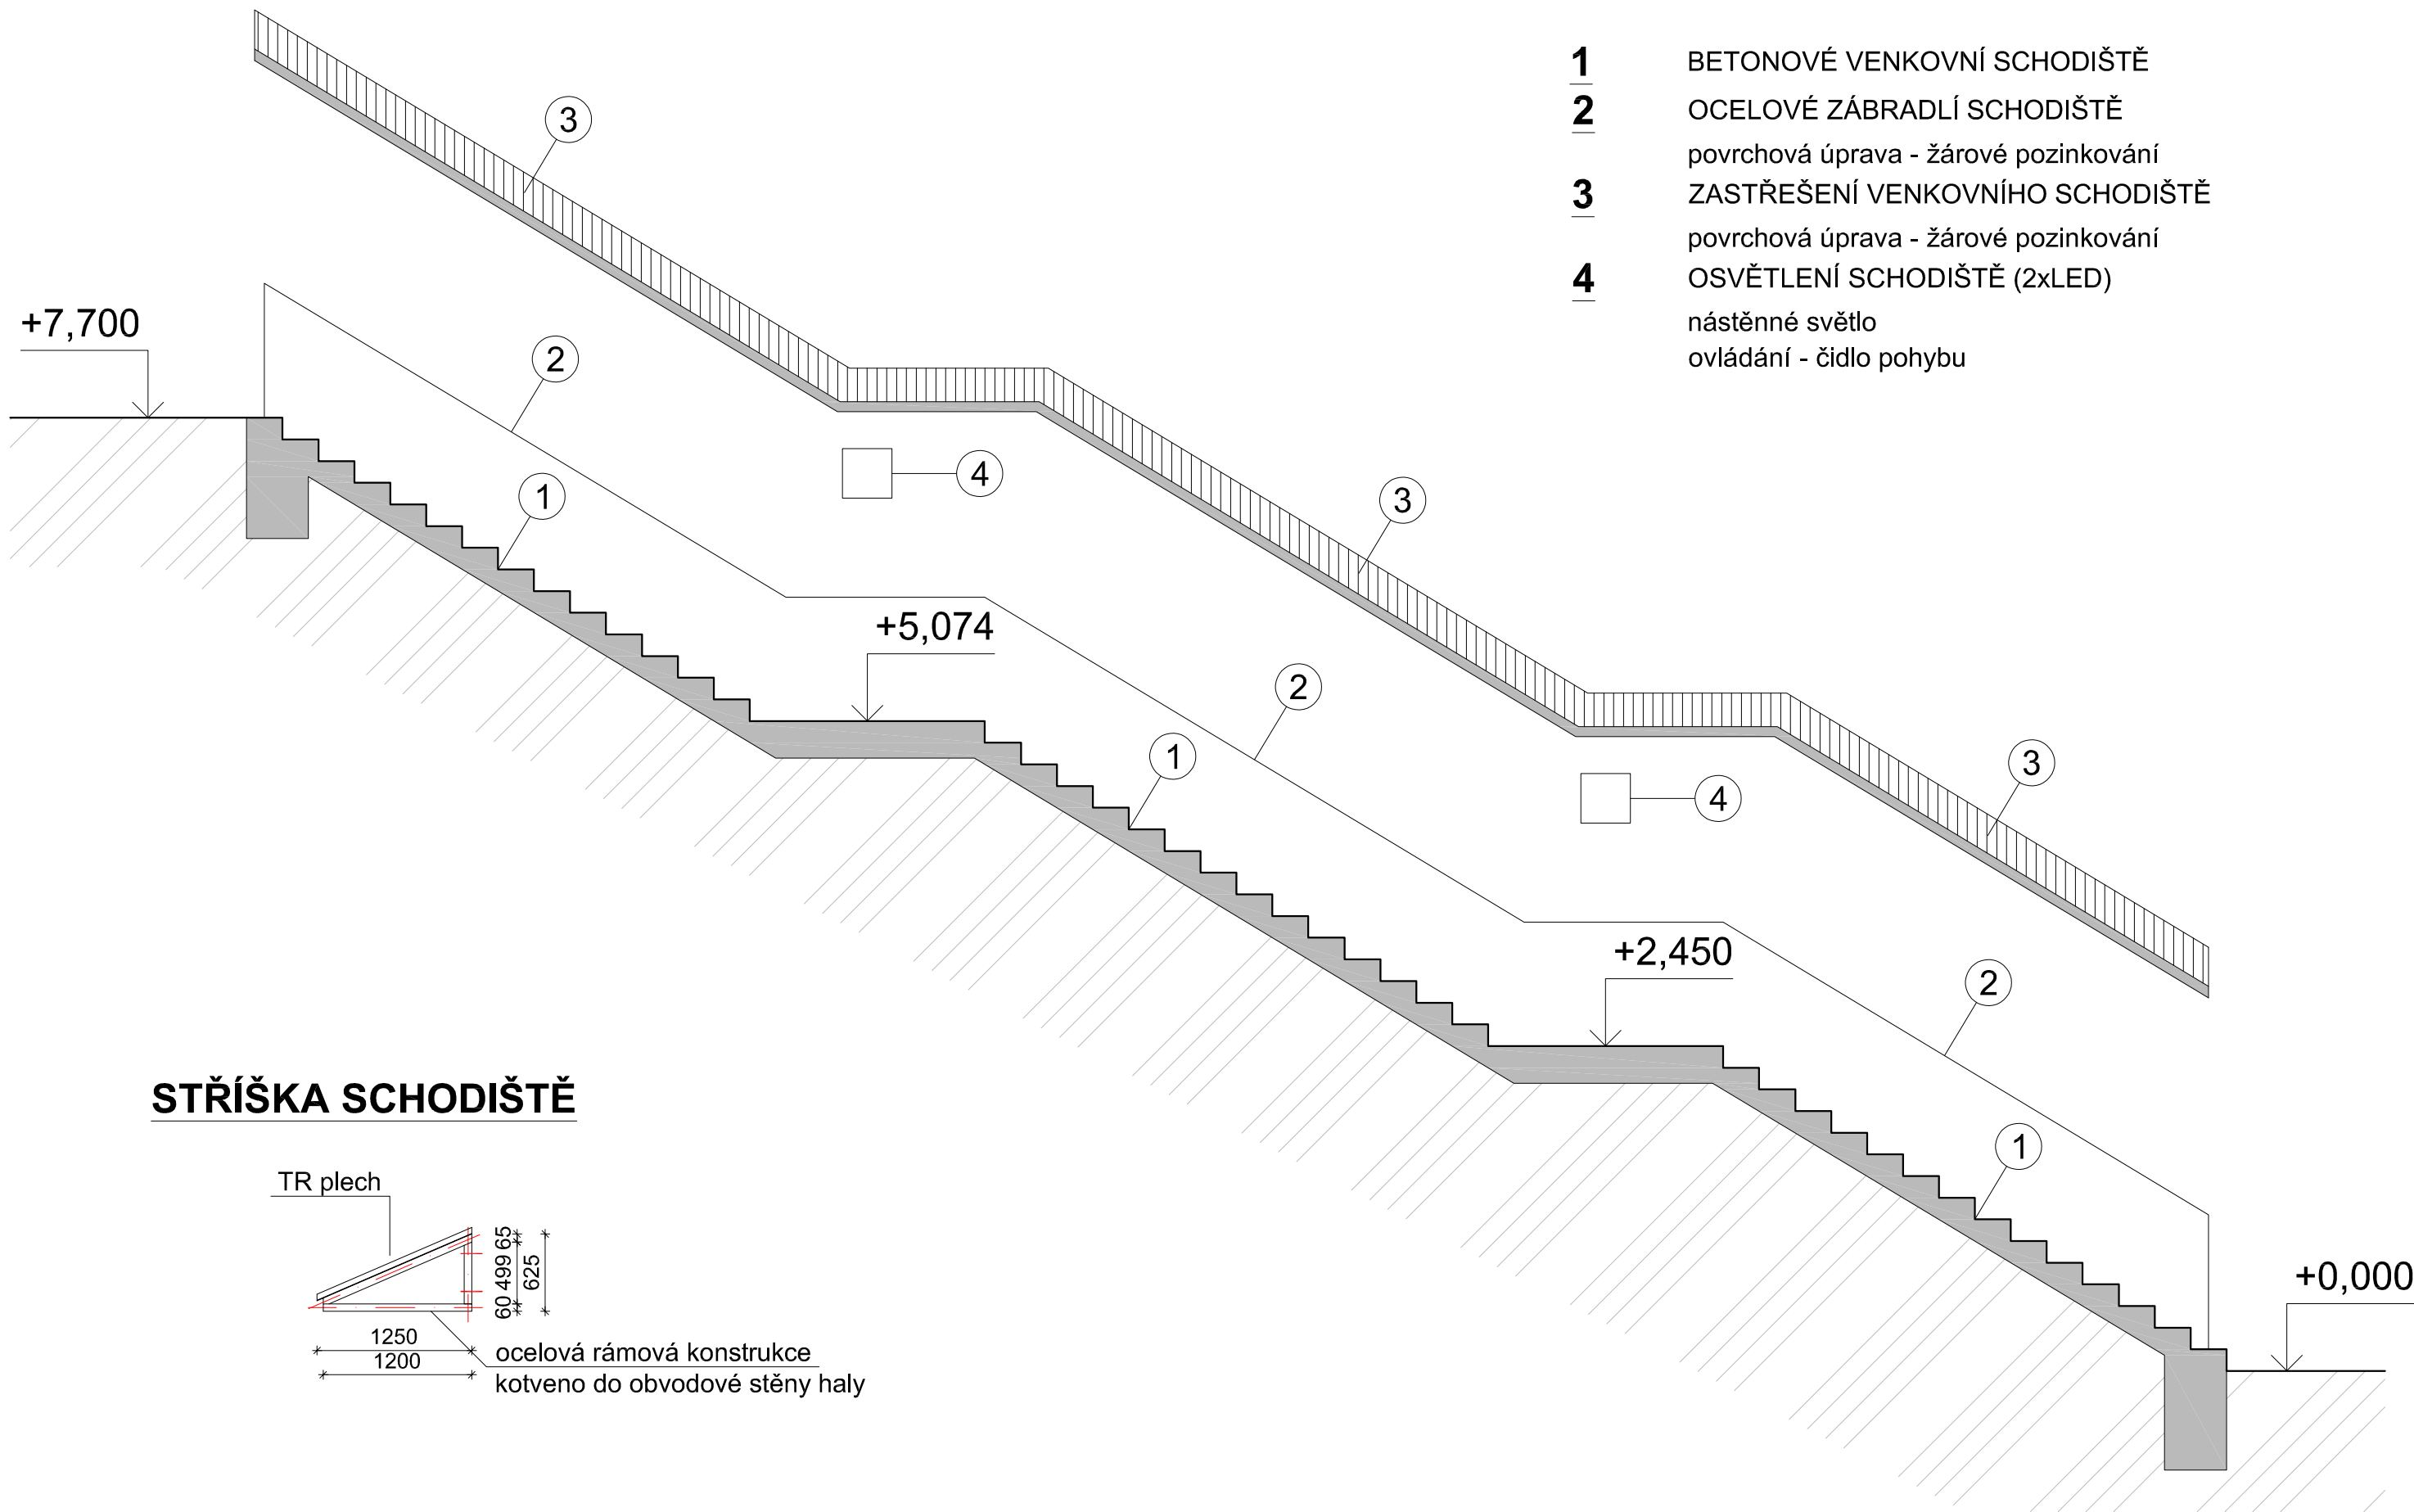 1 BETONOVÉ VENKOVNÍ SCHODIŠTĚ
2 OCELOVÉ ZÁBRADLÍ SCHODIŠTĚ
povrchová úprava - žárové pozinkování
3 ZASTŘEŠENÍ VENKOVNÍHO SCHODIŠTĚ
povrchová úprava - žárové pozinkování
4 OSVĚTLENÍ SCHODIŠTĚ (2xLED)
nástěnné světlo
ovládání - čidlo pohybu
3
+7,700
2
4
1
3
+5,074
2
1
3
4
+2,450
2
1
+0,000
STŘÍŠKA SCHODIŠTĚ
TR plech
65
499
60
625
1250
1200
ocelová rámová konstrukce
kotveno do obvodové stěny haly